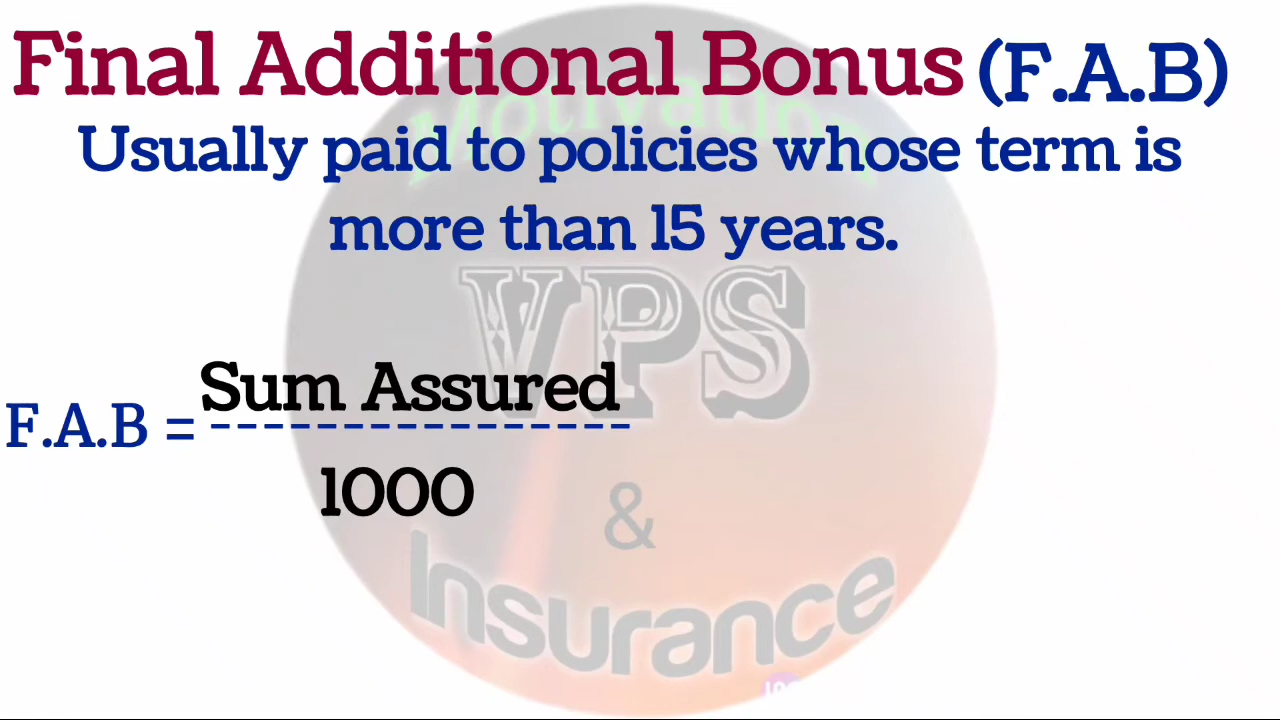 Final Additional Bonus (F.A.B)
Usually paid to policies whose term is
more than 15 years.
F.A.B = Sum Assured
1000
Motivation
VPS
&
Insurance